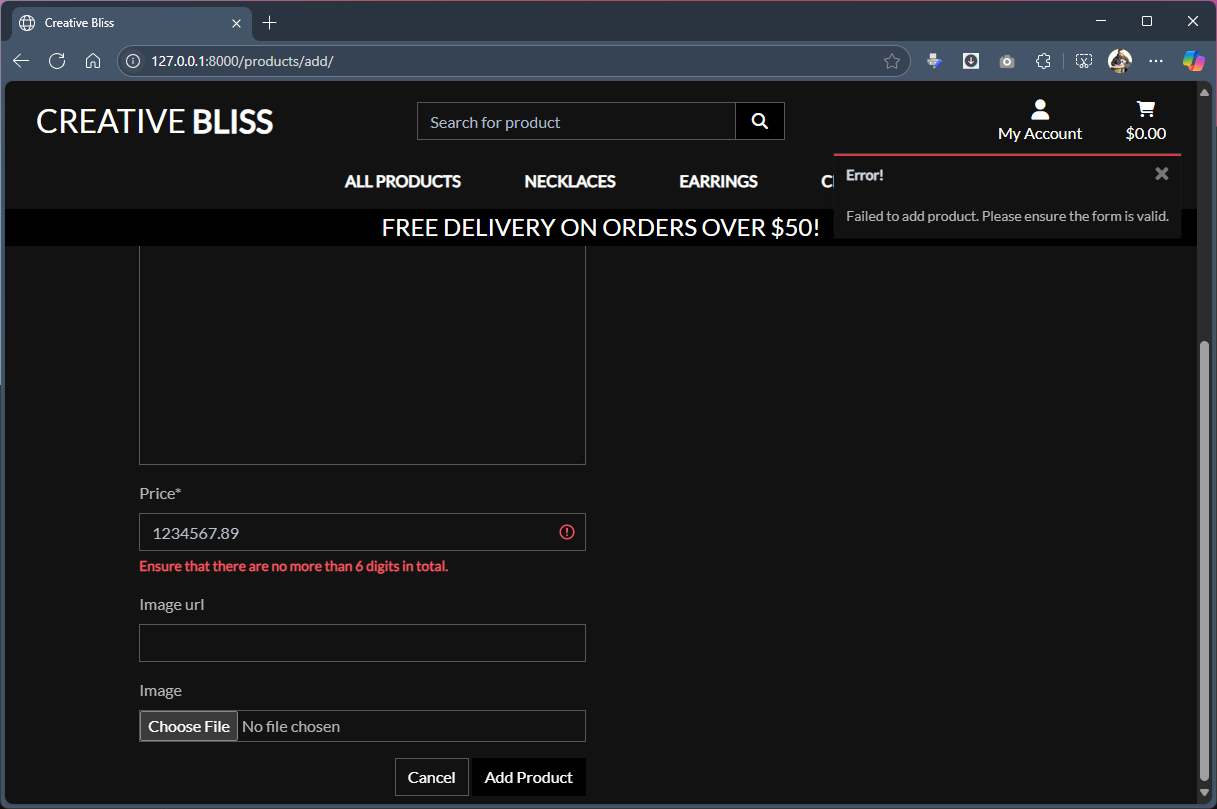 Creative Bliss
127.0.0.1:8000/products/add/
CREATIVE BLISS
Search for product
My Account
$0.00
ALL PRODUCTS
NECKLACES
EARRINGS
C
Error!
Failed to add product. Please ensure the form is valid.
FREE DELIVERY ON ORDERS OVER $50!
Price*
1234567.89
Ensure that there are no more than 6 digits in total.
Image url
Image
Choose File No file chosen
Cancel
Add Product